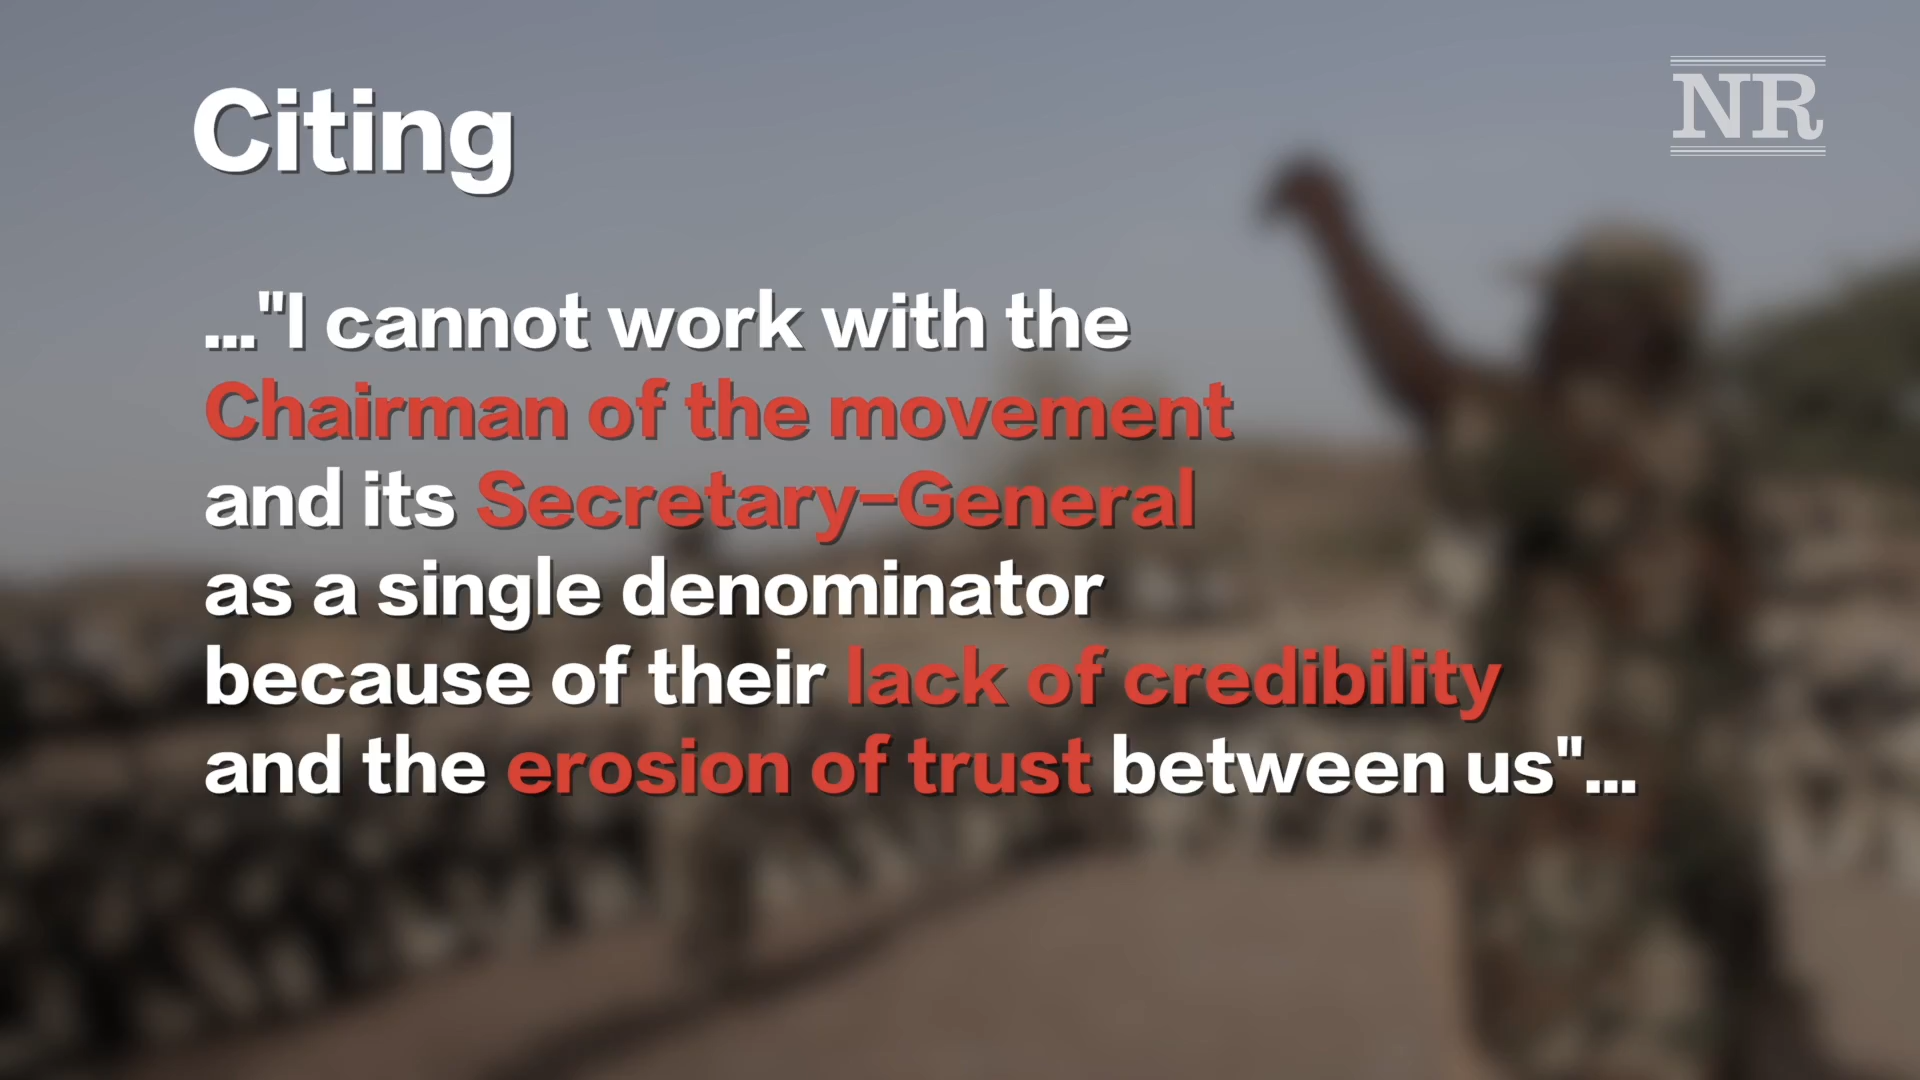 NR
Citing
..."I cannot work with the
Chairman of the movement
and its Secretary-General
as a single denominator
because of their lack of credibility
and the erosion of trust between us"...